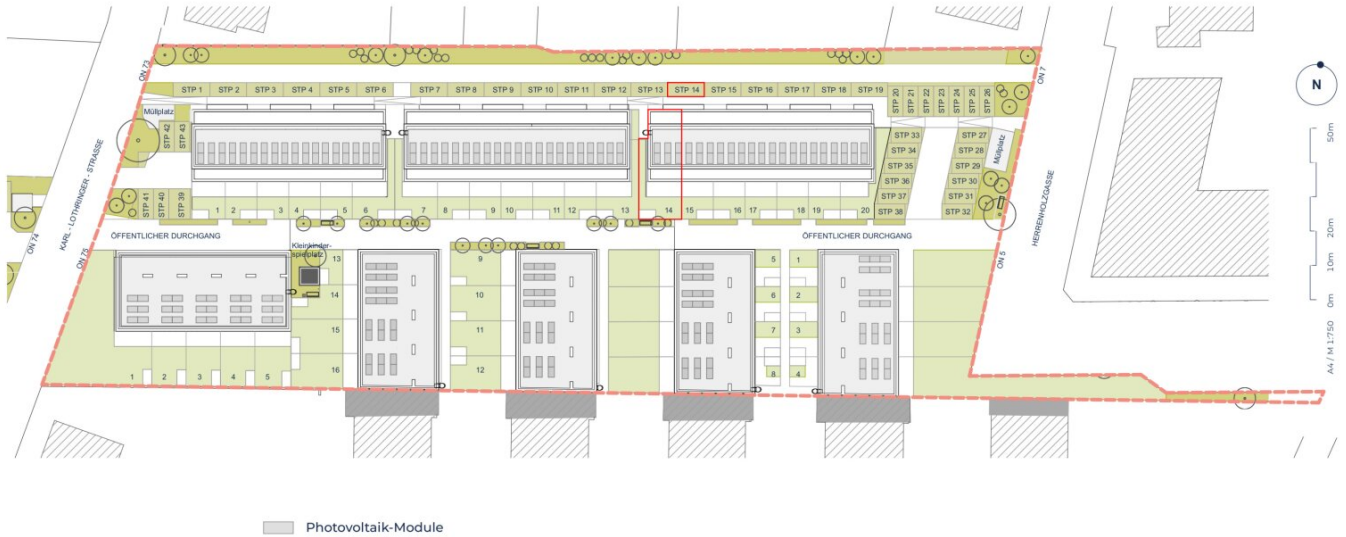 ON 73
ON 7
STP 1 STP 2 STP 3 STP 4 STP 5 STP 6 STP 7 STP 8 STP 9 STP 10 STP 11 STP 12 STP 13 STP 14 STP 15 STP 16 STP 17 STP 18 STP 19
STP 20
STP 21
STP 22
STP 23
STP 24
STP 25
STP 26
N
Müllplatz
STP 42
STP 43
STP 33
STP 34
STP 35
STP 36
STP 37
STP 38
STP 27
STP 28
STP 29
STP 30
STP 31
STP 32
Müllplatz
50m
20m
10m
0m
A4 / M 1:750
KARL - LOTHRINGER - STRASSE
HERRENHOLZGASSE
STP 41
STP 40
STP 39
1 2 3 4 5 6 7 8 9 10 11 12 13 14 15 16 17 18 19 20
ÖFFENTLICHER DURCHGANG
ÖFFENTLICHER DURCHGANG
ON 74
ON 75
ON 5
Kleinkinder-
spielplatz
13
14
15
16
9
10
11
12
5 1
6 2
7 3
8 4
1 2 3 4 5
Photovoltaik-Module